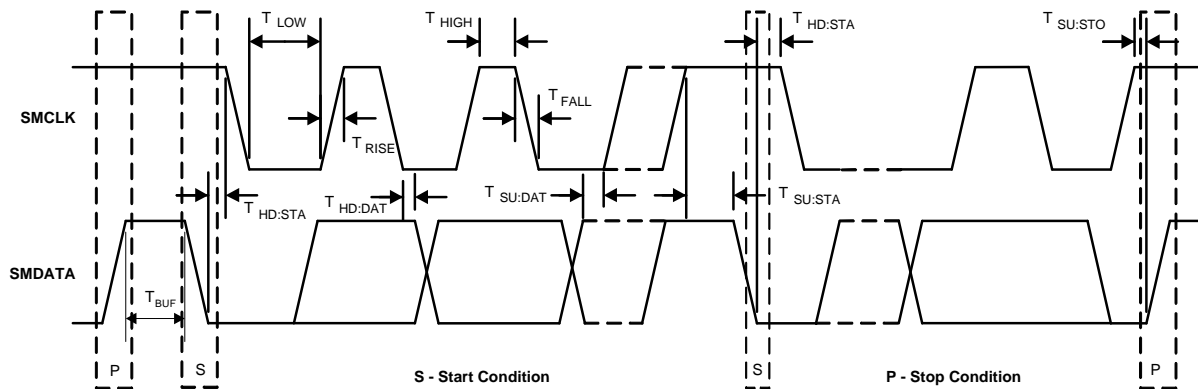 T LOW
T HIGH
T HD:STA
T SU:STO
SMCLK
T FALL
T RISE
T HD:STA
T HD:DAT
T SU:DAT
T SU:STA
SMDATA
T BUF
P
S
S - Start Condition
S
P - Stop Condition
P